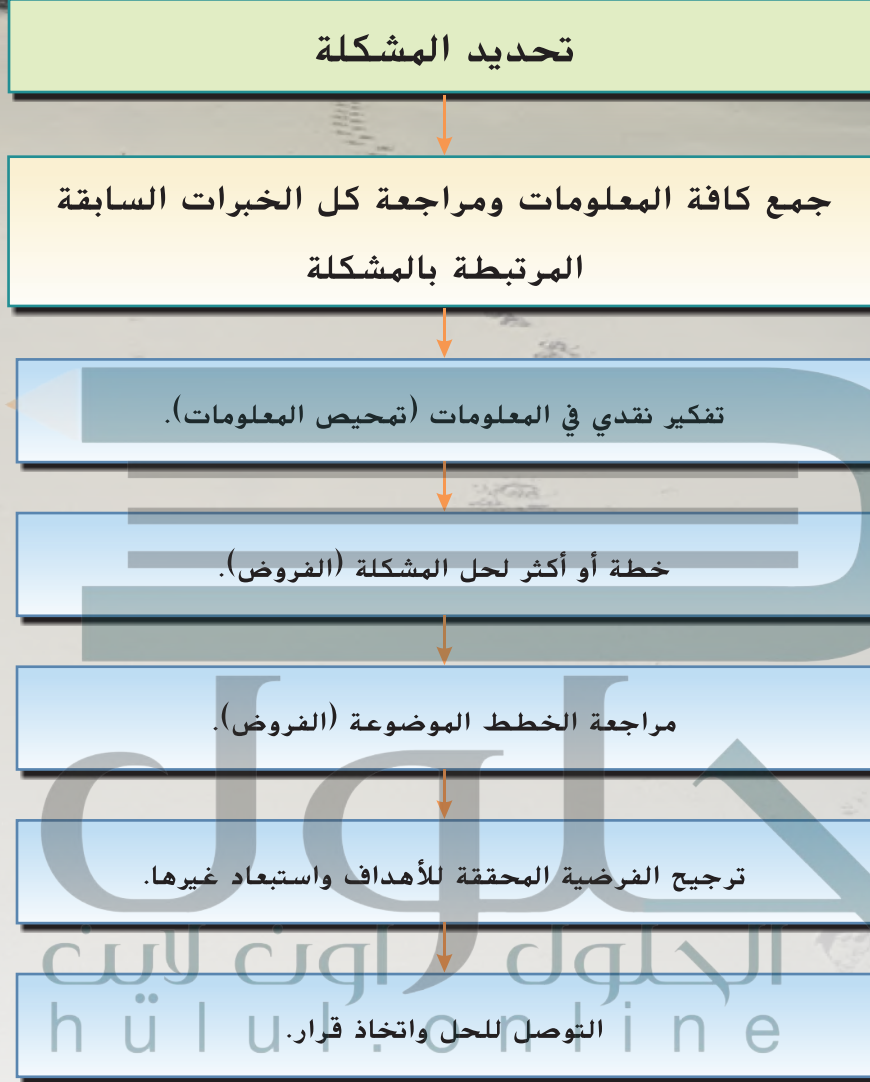 تحديد المشكلة
جمع كافة المعلومات ومراجعة كل الخبرات السابقة
المرتبطة بالمشكلة
تفكير نقدي في المعلومات (تمحيص المعلومات).
خطة أو أكثر لحل المشكلة (الفروض).
مراجعة الخطط الموضوعة (الفروض).
ترجيح الفرضية المحققة للأهداف واستبعاد غيرها.
التوصل للحل واتخاذ قرار.
حلول
الحلول اون لاين
hülul.online